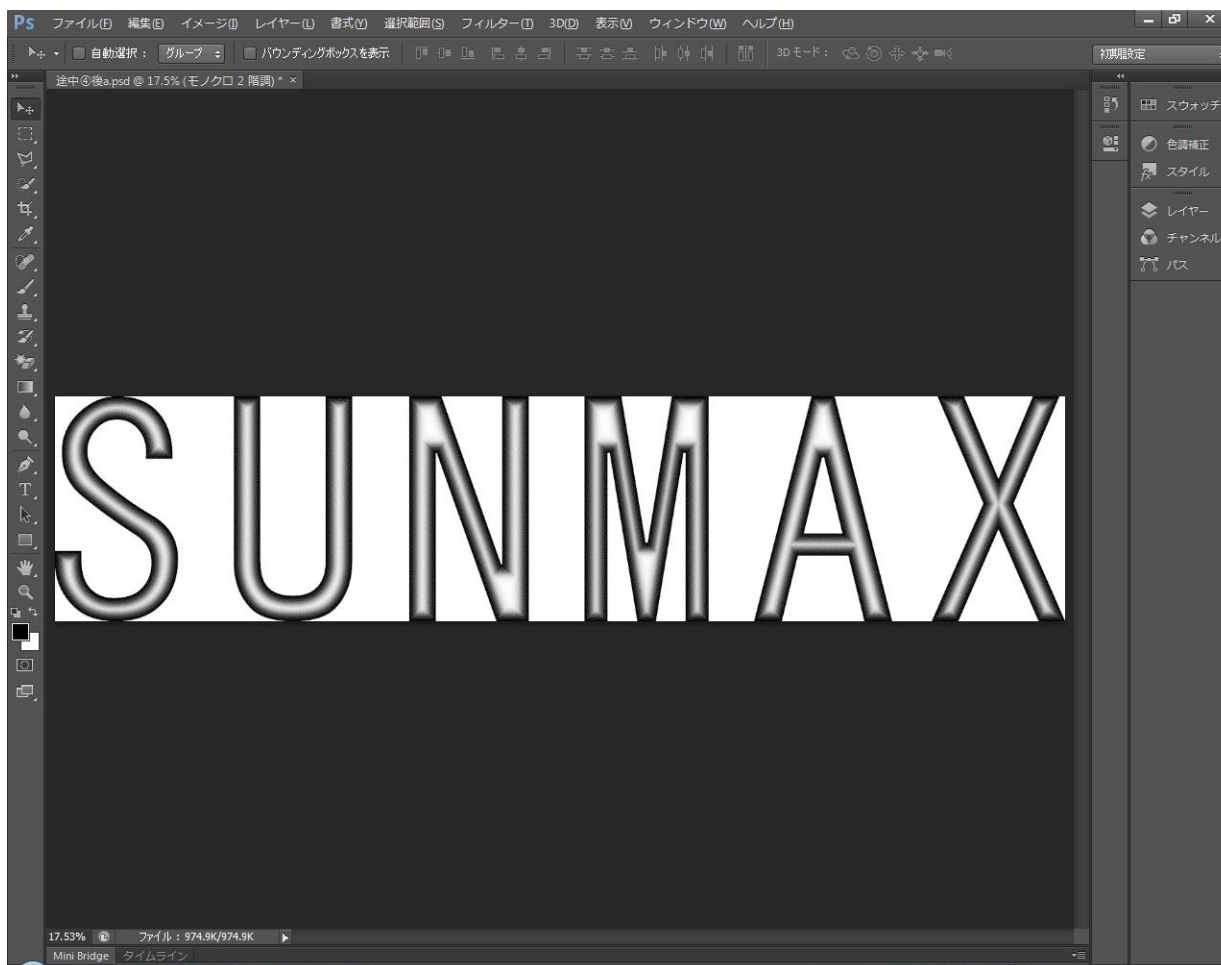 Ps ファイル(F) 編集(E) イメージ(I) レイヤー(L) 書式(Y) 選択範囲(S) フィルター(T) 3D(D) 表示(V) ウィンドウ(W) ヘルプ(H)
自動選択： グループ バウンディングボックスを表示 3D モード： 初期設定
途中④後a.psd @ 17.5% (モノクロ 2 階調) * ×
スウォッチ
色調補正
スタイル
レイヤー
チャンネル
パス
SUNMAX
17.53% ファイル : 974.9K/974.9K
Mini Bridge タイムライン